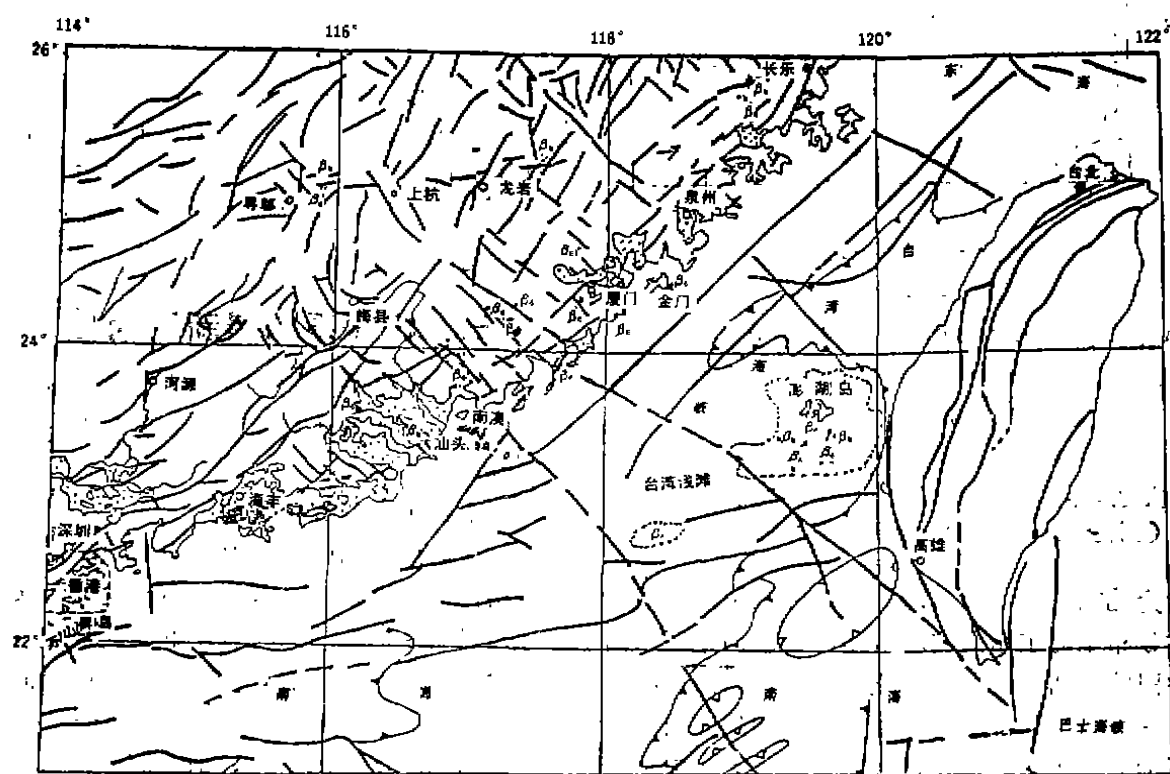 114° 116° 118° 120° 122°
26°
长乐
东
海
台北
上杭
龙岩
寻邬
泉州
台
厦门
金门
梅县
湾
24°
海
河源
峡
澎湖岛
南澳
汕头
台湾浅滩
海丰
深圳
高雄
香港
22°
南
海
南
海
巴士海峡